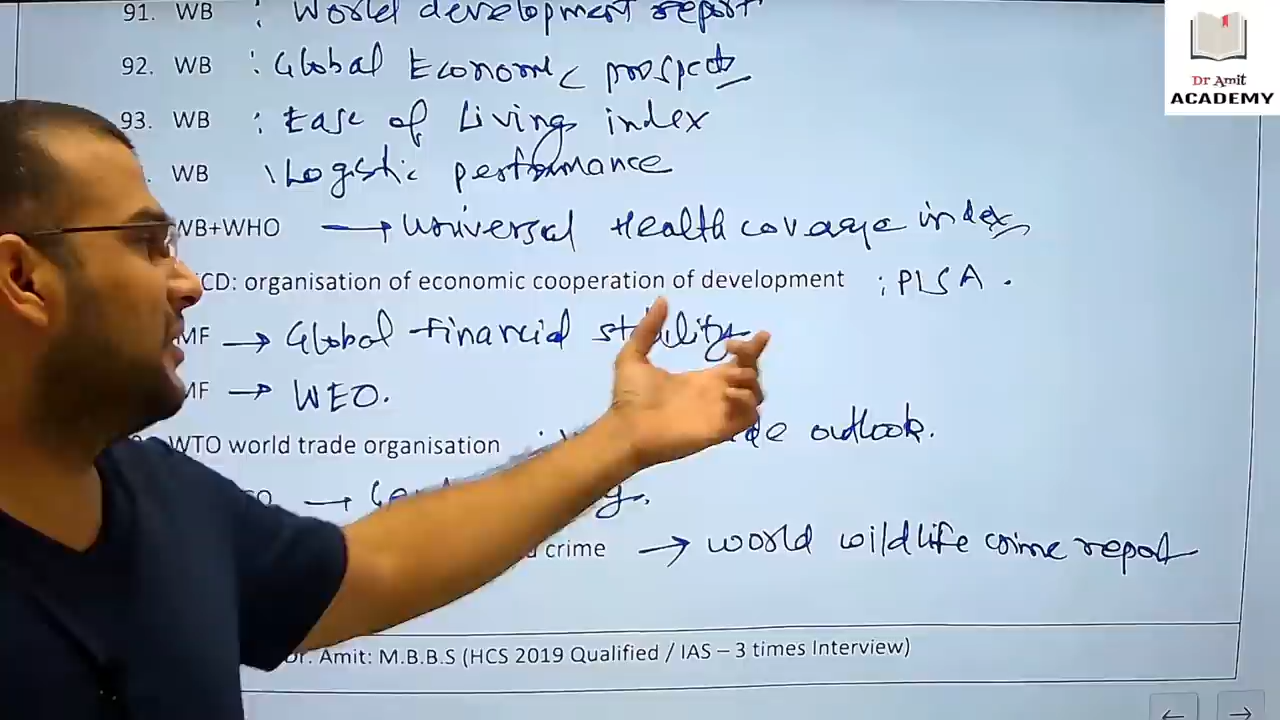 91. WB : World development report
Dr Amit
ACADEMY
92. WB : Global Economic prospects
93. WB : Ease of Living index
WB : Logistic performance
WB+WHO → universal Health coverage index
CD: organisation of economic cooperation of development : PISA.
MF → Global financial stability
MF → WEO.
WTO world trade organisation : outlook.
→
crime → world wildlife crime report
Dr. Amit: M.B.B.S (HCS 2019 Qualified / IAS – 3 times Interview)